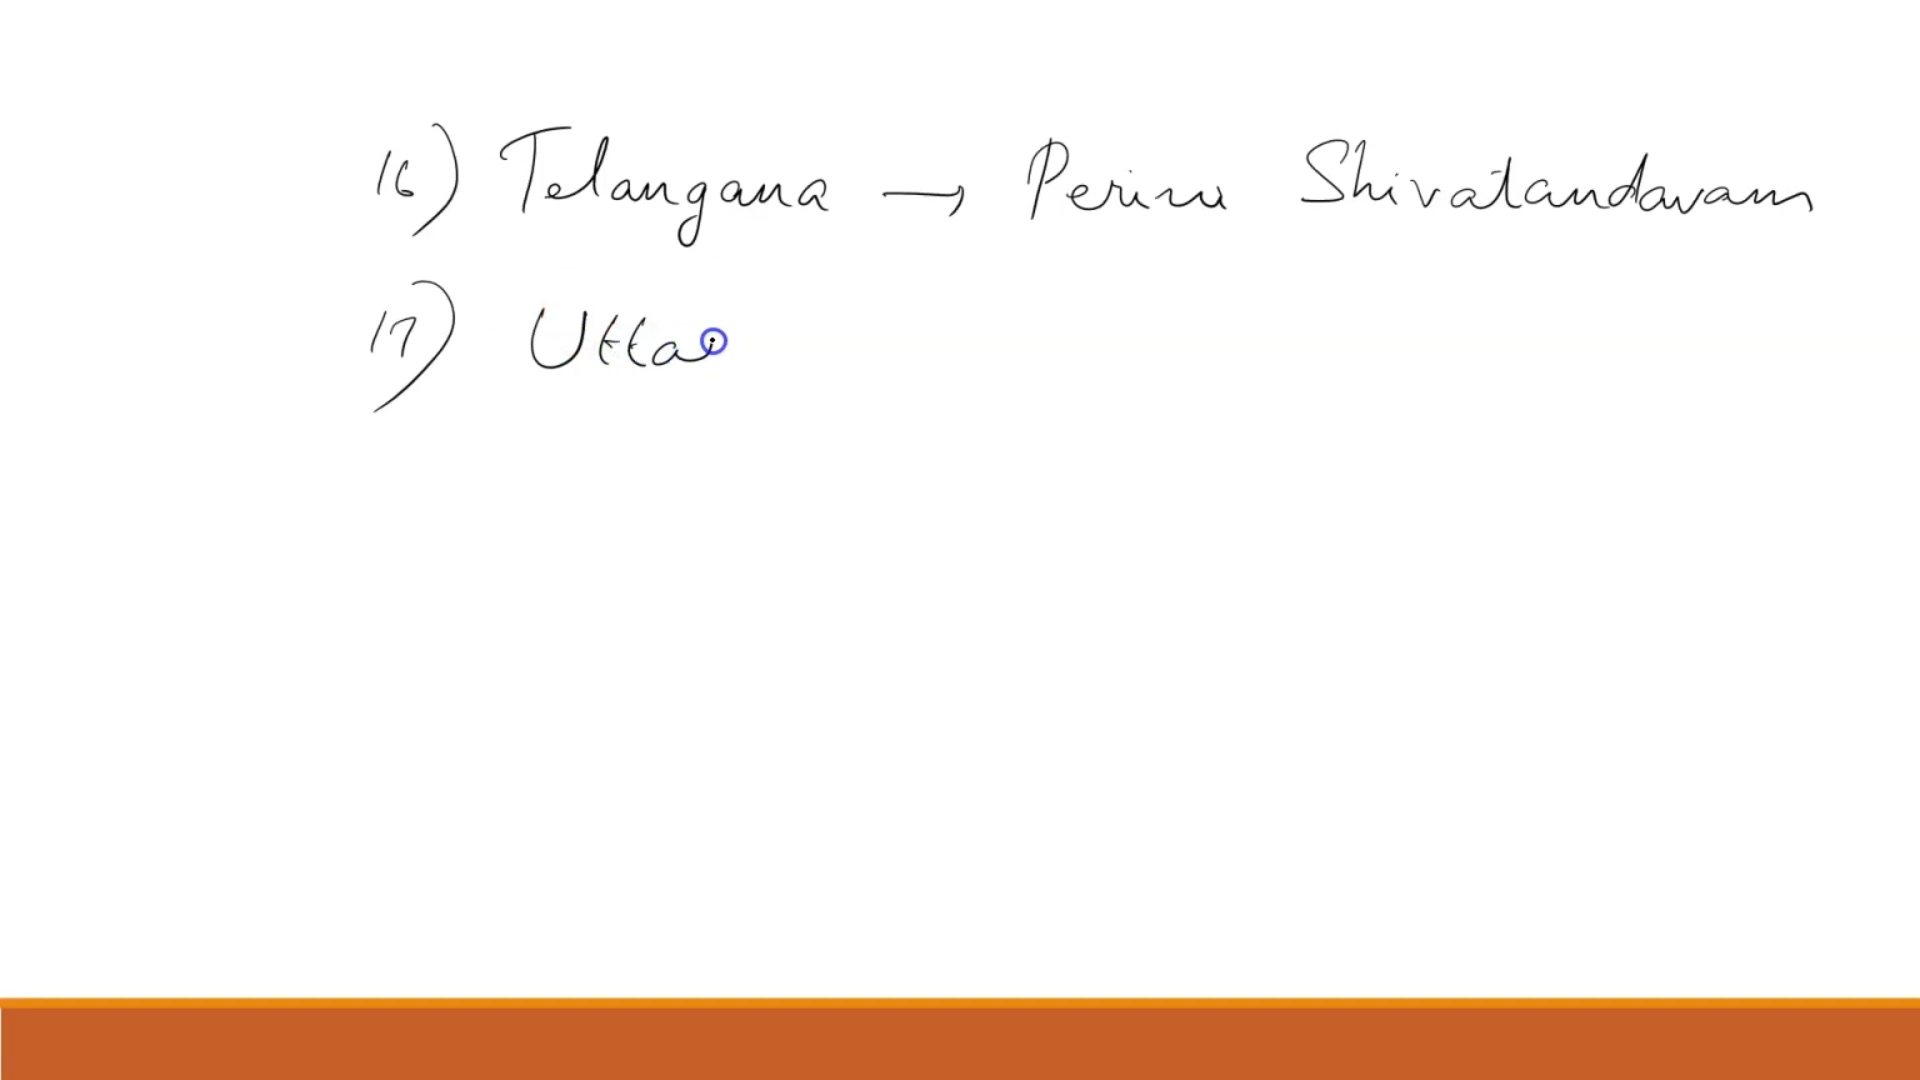 16) Telangana → Perini Shivatandavam
17) Utta